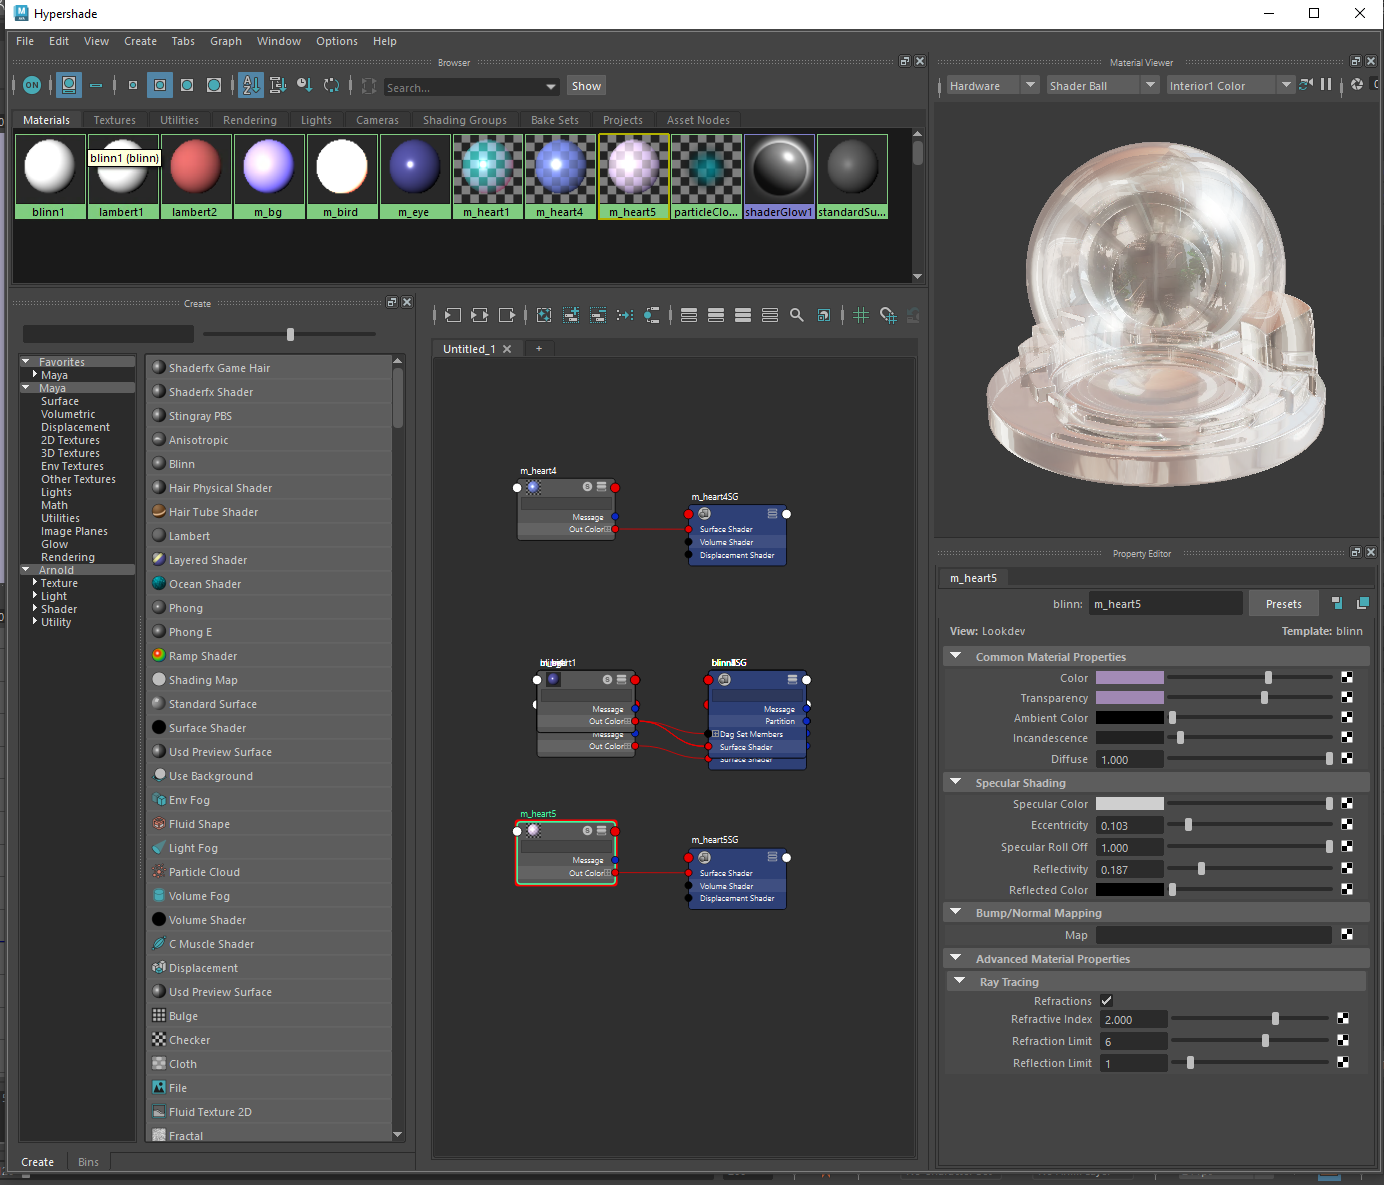 Hypershade
File Edit View Create Tabs Graph Window Options Help
Browser
ON
Search...
Show
Materials Textures Utilities Rendering Lights Cameras Shading Groups Bake Sets Projects Asset Nodes
blinn1 (blinn)
blinn1 lambert1 lambert2 m_bg m_bird m_eye m_heart1 m_heart4 m_heart5 particleClo... shaderGlow1 standardSu...
Material Viewer
Hardware Shader Ball Interior1 Color
Create
Favorites
Maya
Maya
Surface
Volumetric
Displacement
2D Textures
3D Textures
Env Textures
Other Textures
Lights
Math
Utilities
Image Planes
Glow
Rendering
Arnold
Texture
Light
Shader
Utility
Shaderfx Game Hair
Shaderfx Shader
Stingray PBS
Anisotropic
Blinn
Hair Physical Shader
Hair Tube Shader
Lambert
Layered Shader
Ocean Shader
Phong
Phong E
Ramp Shader
Shading Map
Standard Surface
Surface Shader
Usd Preview Surface
Use Background
Env Fog
Fluid Shape
Light Fog
Particle Cloud
Volume Fog
Volume Shader
C Muscle Shader
Displacement
Usd Preview Surface
Bulge
Checker
Cloth
File
Fluid Texture 2D
Fractal
Create Bins
Untitled_1
+
m_heart4
Message
Out Color
m_heart4SG
Surface Shader
Volume Shader
Displacement Shader
Message
Out Color
Message
Out Color
Message
Partition
Dag Set Members
Surface Shader
Surface Shader
m_heart5
Message
Out Color
m_heart5SG
Surface Shader
Volume Shader
Displacement Shader
Property Editor
m_heart5
blinn: m_heart5 Presets
View: Lookdev Template: blinn
Common Material Properties
Color
Transparency
Ambient Color
Incandescence
Diffuse 1.000
Specular Shading
Specular Color
Eccentricity 0.103
Specular Roll Off 1.000
Reflectivity 0.187
Reflected Color
Bump/Normal Mapping
Map
Advanced Material Properties
Ray Tracing
Refractions
Refractive Index 2.000
Refraction Limit 6
Reflection Limit 1